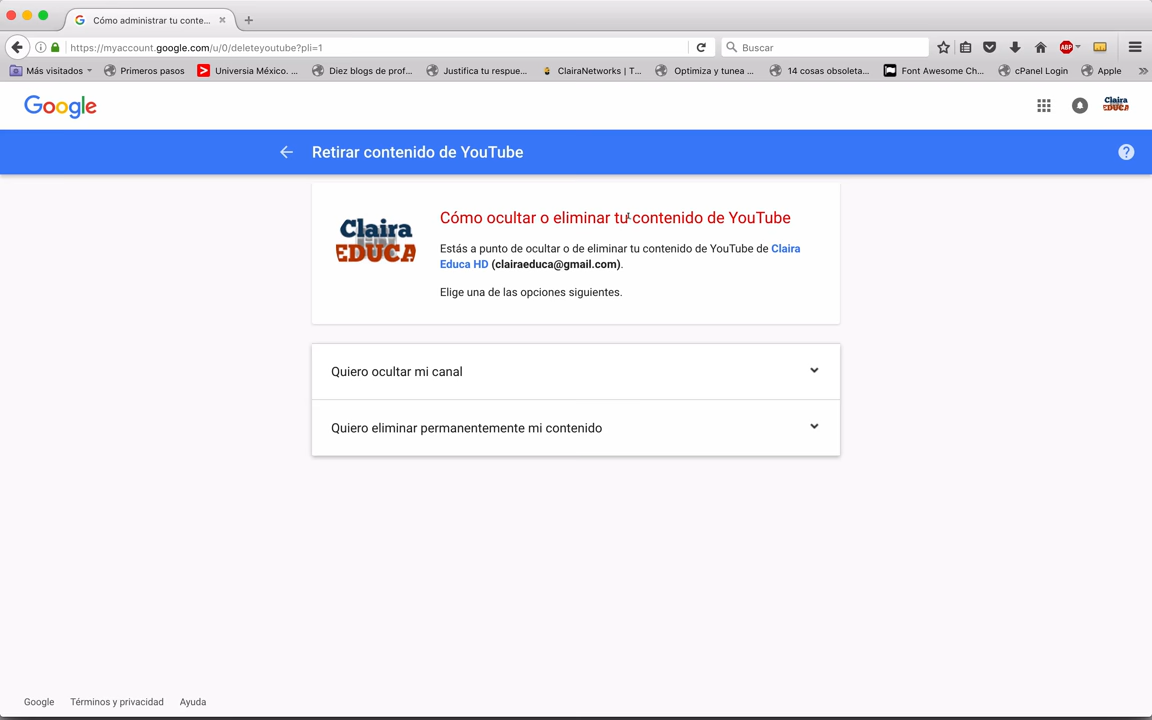 Cómo administrar tu conte...
https://myaccount.google.com/u/0/deleteyoutube?pli=1
Buscar
ABP
Más visitados
Primeros pasos
Universia México. ...
Diez blogs de prof...
Justifica tu respue...
ClairaNetworks | T...
Optimiza y tunea ...
14 cosas obsoleta...
Font Awesome Ch...
cPanel Login
Apple
Google
Claira
EDUCA
Retirar contenido de YouTube
Claira
EDUCA
Cómo ocultar o eliminar tu contenido de YouTube
Estás a punto de ocultar o de eliminar tu contenido de YouTube de Claira
Educa HD (clairaeduca@gmail.com).
Elige una de las opciones siguientes.
Quiero ocultar mi canal
Quiero eliminar permanentemente mi contenido
Google
Términos y privacidad
Ayuda